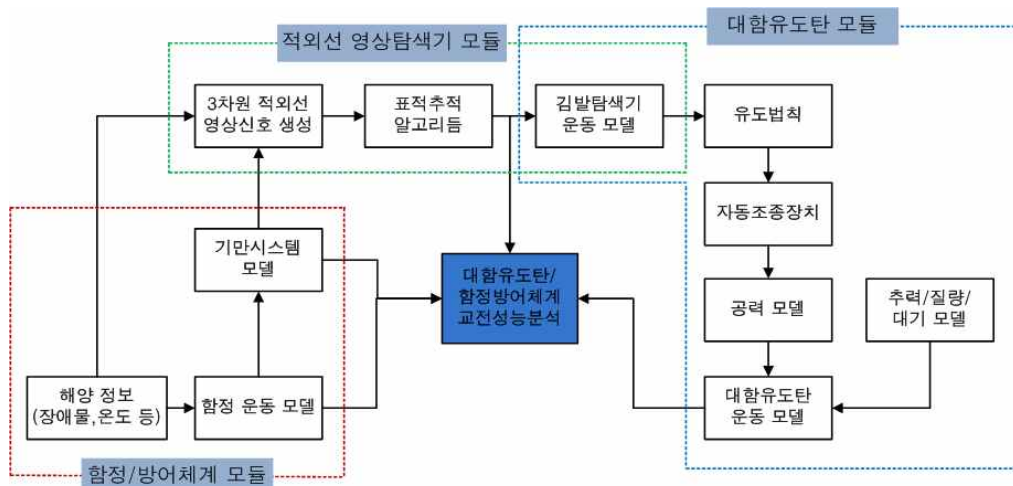 적외선 영상탐색기 모듈
대함유도탄 모듈
3차원 적외선
영상신호 생성
표적추적
알고리듬
김발탐색기
운동 모델
유도법칙
자동조종장치
기만시스템
모델
대함유도탄/
함정방어체계
교전성능분석
공력 모델
추력/질량/
대기 모델
해양 정보
(장애물,온도 등)
함정 운동 모델
대함유도탄
운동 모델
함정/방어체계 모듈